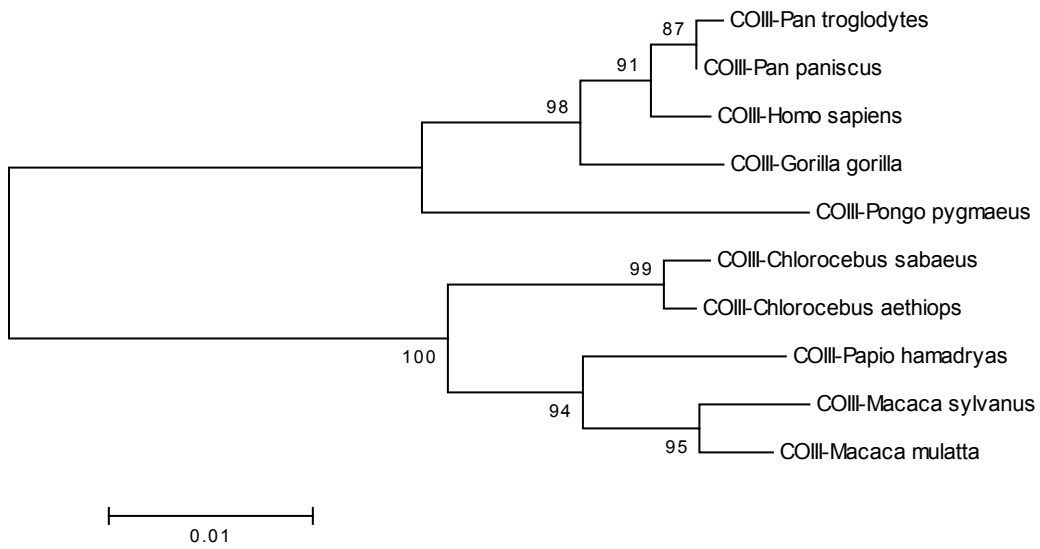 87
COIII-Pan troglodytes
COIII-Pan paniscus
91
COIII-Homo sapiens
98
COIII-Gorilla gorilla
COIII-Pongo pygmaeus
99
COIII-Chlorocebus sabaeus
COIII-Chlorocebus aethiops
100
COIII-Papio hamadryas
94
COIII-Macaca sylvanus
95
COIII-Macaca mulatta
0.01